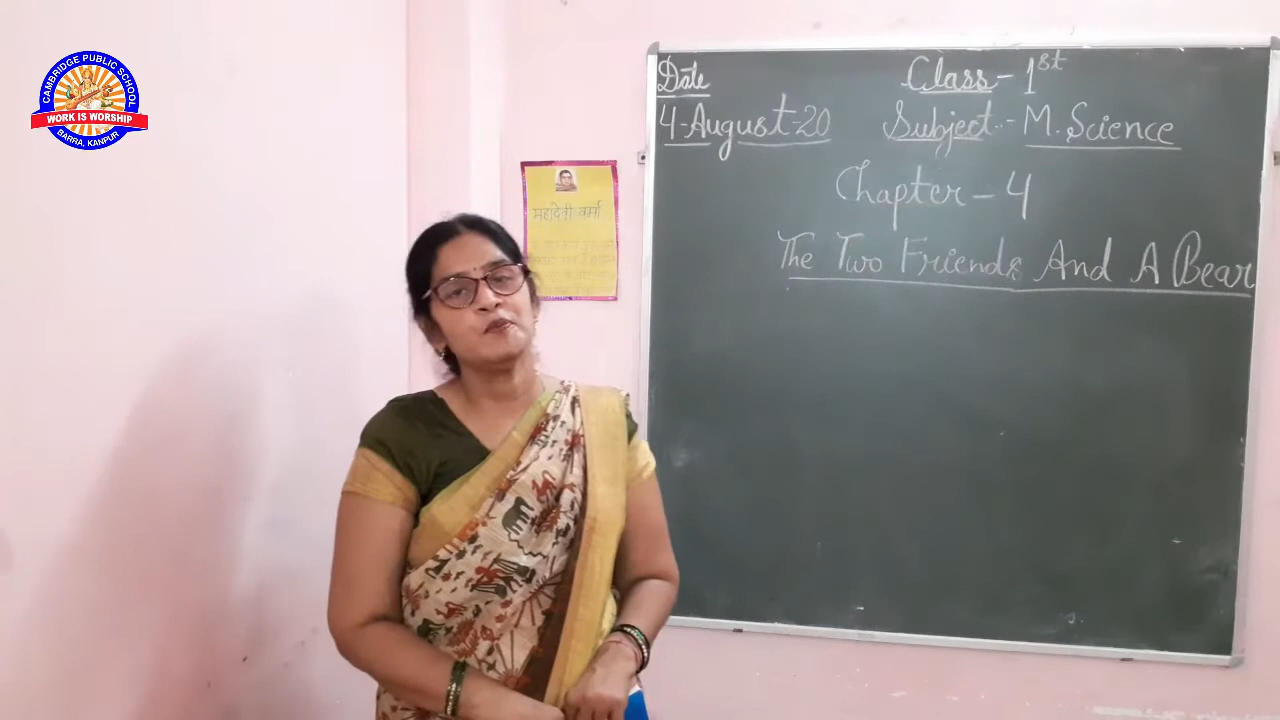 CAMBRIDGE PUBLIC SCHOOL
WORK IS WORSHIP
BARRA, KANPUR
महादेवी वर्मा
Date
4-August-20
Class - 1st
Subject - M. Science
Chapter - 4
The Two Friends And A Bear